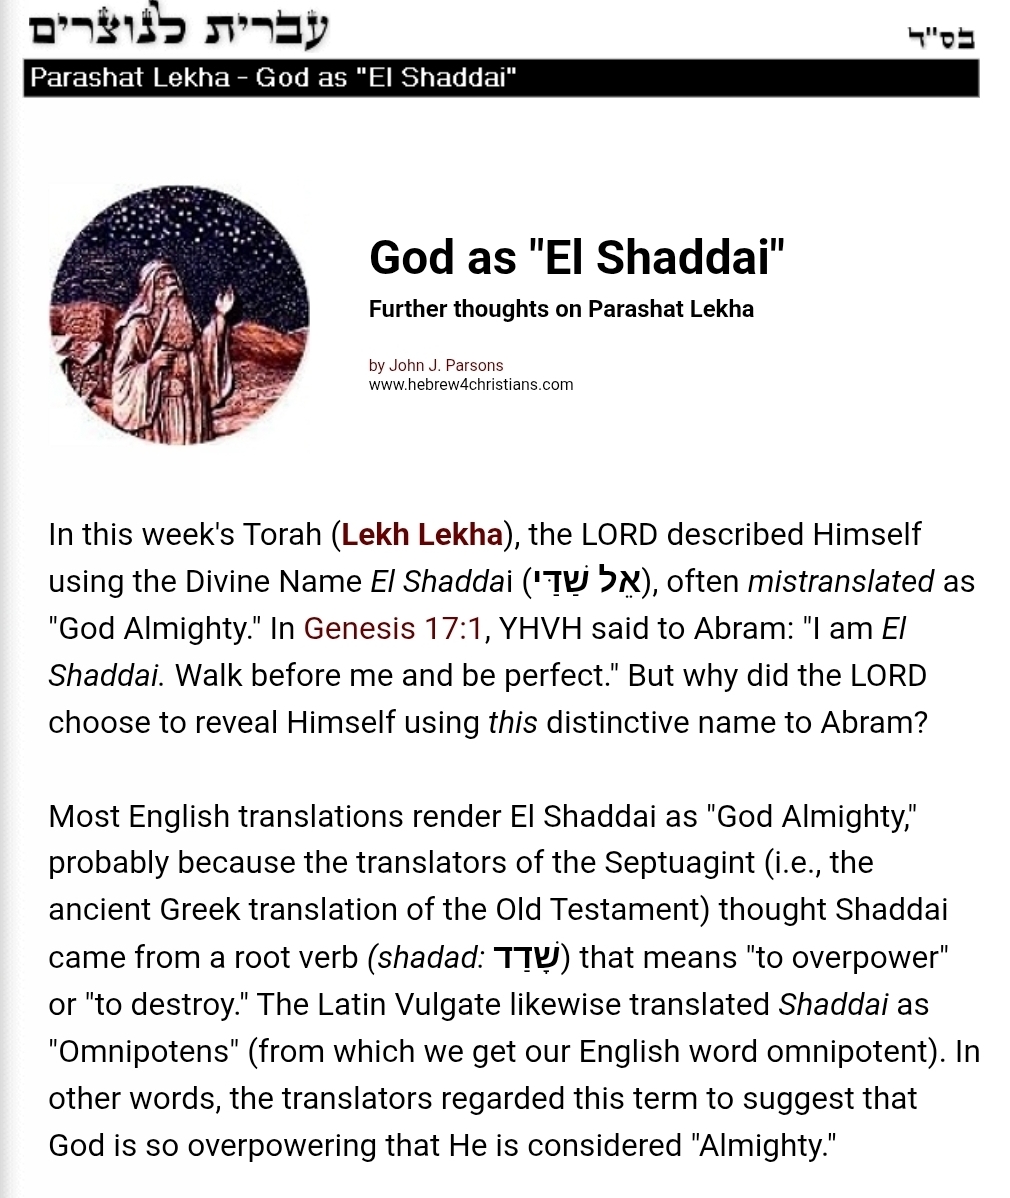 עברית לנוצרים
בס"ד
Parashat Lekha - God as "El Shaddai"
God as "El Shaddai"
Further thoughts on Parashat Lekha
by John J. Parsons
www.hebrew4christians.com
In this week's Torah (Lekh Lekha), the LORD described Himself
using the Divine Name El Shaddai (אֵל שַׁדַּי), often mistranslated as
"God Almighty." In Genesis 17:1, YHVH said to Abram: "I am El
Shaddai. Walk before me and be perfect." But why did the LORD
choose to reveal Himself using this distinctive name to Abram?
Most English translations render El Shaddai as "God Almighty,"
probably because the translators of the Septuagint (i.e., the
ancient Greek translation of the Old Testament) thought Shaddai
came from a root verb (shadad: שָׁדַד) that means "to overpower"
or "to destroy." The Latin Vulgate likewise translated Shaddai as
"Omnipotens" (from which we get our English word omnipotent). In
other words, the translators regarded this term to suggest that
God is so overpowering that He is considered "Almighty."